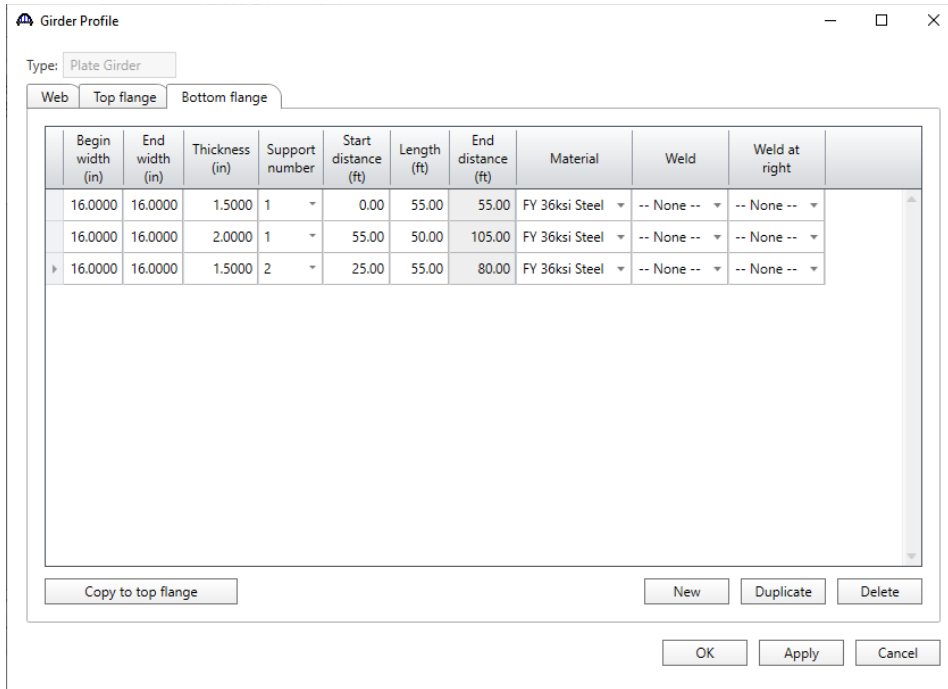 Girder Profile
Type: Plate Girder
Web Top flange Bottom flange
Begin width (in) End width (in) Thickness (in) Support number Start distance (ft) Length (ft) End distance (ft) Material Weld Weld at right
16.0000 16.0000 1.5000 1 0.00 55.00 55.00 FY 36ksi Steel -- None -- -- None --
16.0000 16.0000 2.0000 1 55.00 50.00 105.00 FY 36ksi Steel -- None -- -- None --
16.0000 16.0000 1.5000 2 25.00 55.00 80.00 FY 36ksi Steel -- None -- -- None --
Copy to top flange New Duplicate Delete
OK Apply Cancel